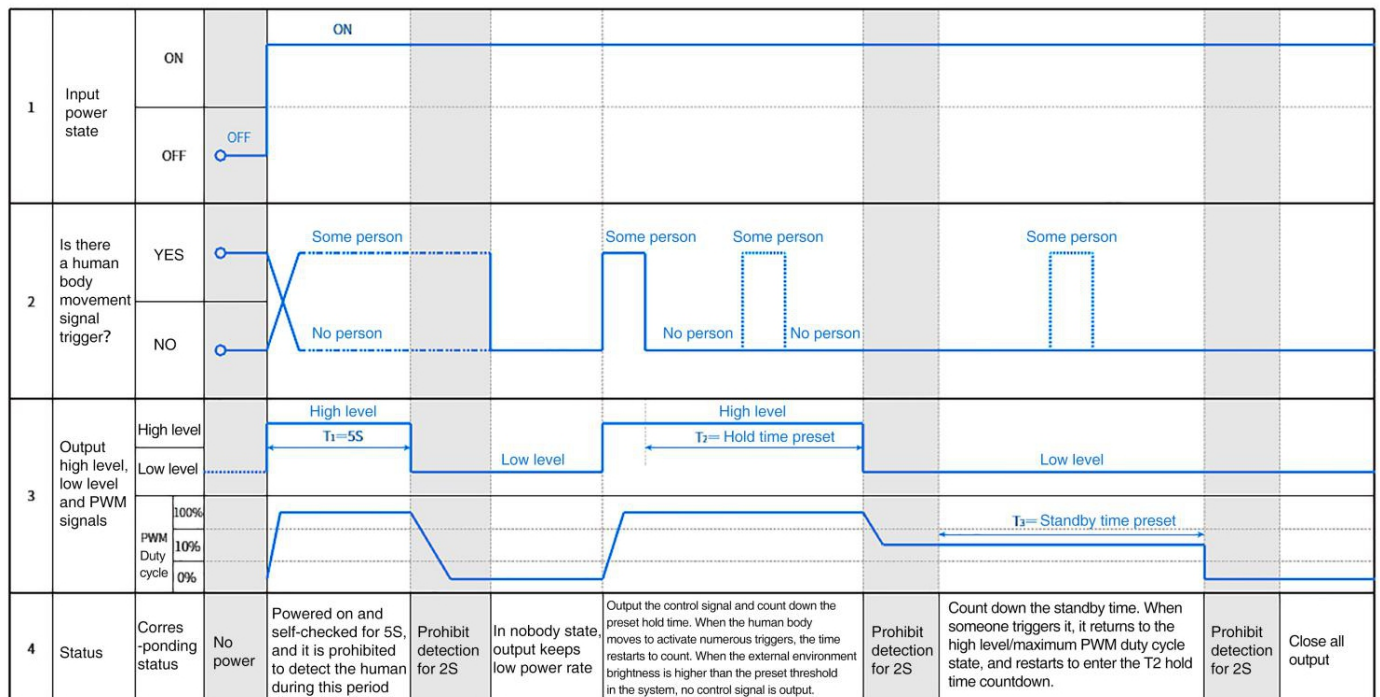 ON
ON
1
Input
power
state
OFF
OFF
2
Is there
a human
body
movement
signal
trigger?
YES
NO
Some person
No person
Some person
Some person
No person
No person
Some person
3
Output
high level,
low level
and PWM
signals
High level
Low level
PWM
Duty
cycle
100%
10%
0%
High level
T1=5S
Low level
High level
T2= Hold time preset
Low level
T3= Standby time preset
4
Status
Corres
-ponding
status
No
power
Powered on and
self-checked for 5S,
and it is prohibited
to detect the human
during this period
Prohibit
detection
for 2S
In nobody state,
output keeps
low power rate
Output the control signal and count down the
preset hold time. When the human body
moves to activate numerous triggers, the time
restarts to count. When the external environment
brightness is higher than the preset threshold
in the system, no control signal is output.
Prohibit
detection
for 2S
Count down the standby time. When
someone triggers it, it returns to the
high level/maximum PWM duty cycle
state, and restarts to enter the T2 hold
time countdown.
Prohibit
detection
for 2S
Close all
output